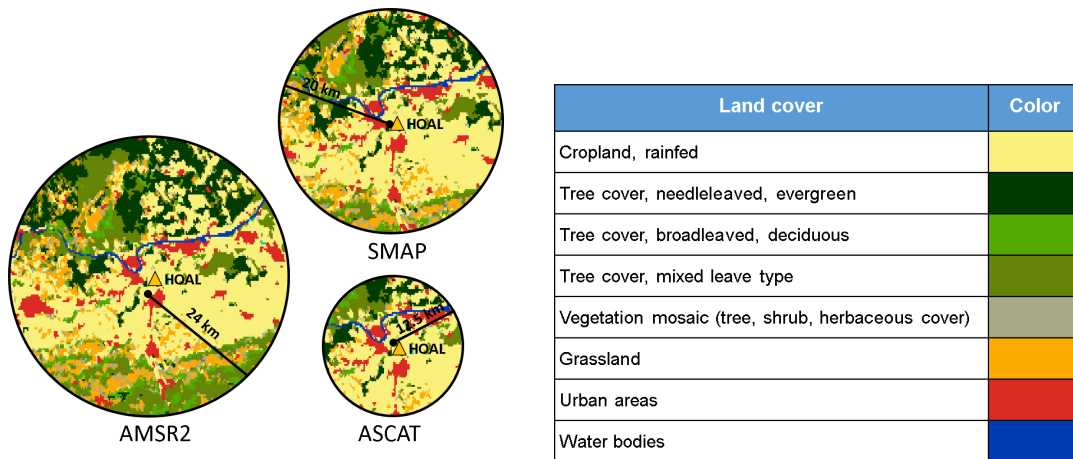 20 km
HOAL
SMAP
HOAL
24 km
AMSR2
12.5 km
HOAL
ASCAT
Land cover Color
Cropland, rainfed
Tree cover, needleleaved, evergreen
Tree cover, broadleaved, deciduous
Tree cover, mixed leave type
Vegetation mosaic (tree, shrub, herbaceous cover)
Grassland
Urban areas
Water bodies